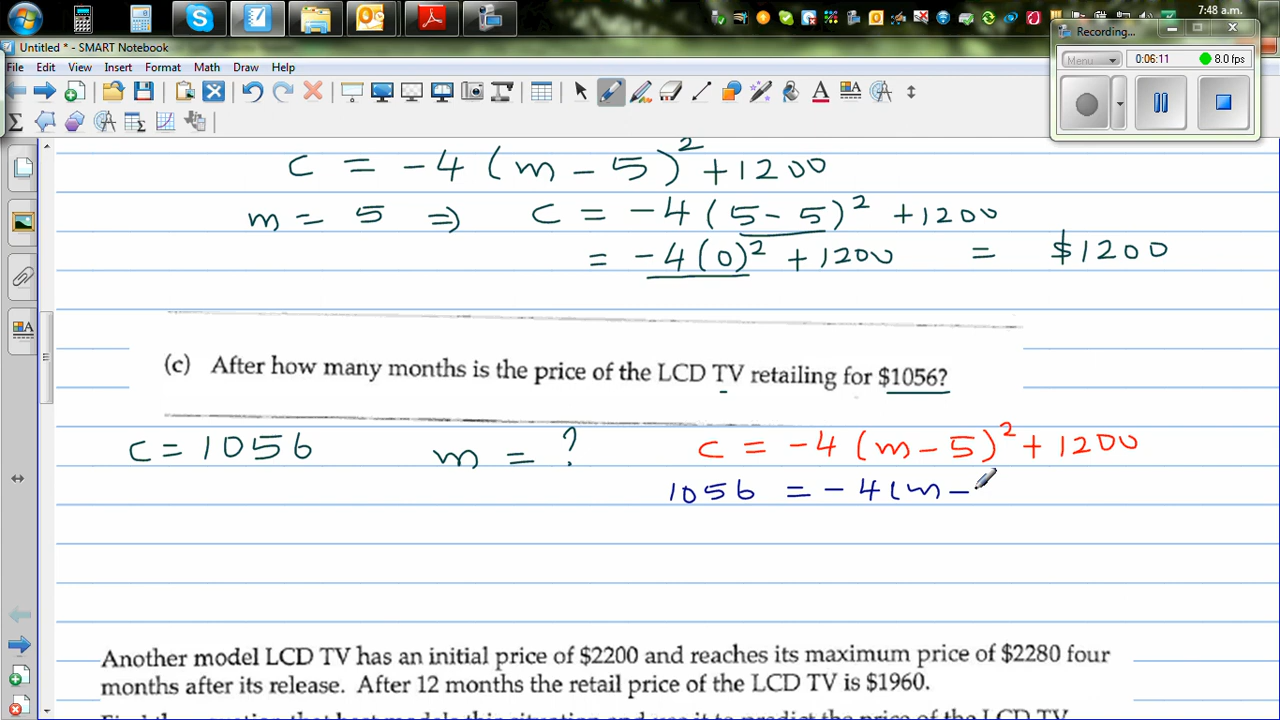 7:48 a.m.
Untitled * - SMART Notebook
Recording...
File Edit View Insert Format Math Draw Help
Menu 0:06:11 8.0 fps
c = -4 (m - 5)² + 1200
m = 5 ⇒ c = -4 (5 - 5)² + 1200
= -4 (0)² + 1200 = $1200
(c) After how many months is the price of the LCD TV retailing for $1056?
c = 1056 m = ? c = -4 (m - 5)² + 1200
1056 = -4 (m -
Another model LCD TV has an initial price of $2200 and reaches its maximum price of $2280 four
months after its release. After 12 months the retail price of the LCD TV is $1960.